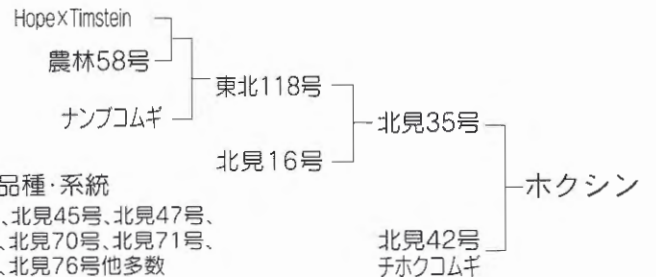 Hope×Timstein
農林58号
ナンブコムギ
東北118号
北見16号
北見35号
北見42号
チホクコムギ
ホクシン
品種・系統
、北見45号、北見47号、
、北見70号、北見71号、
、北見76号他多数